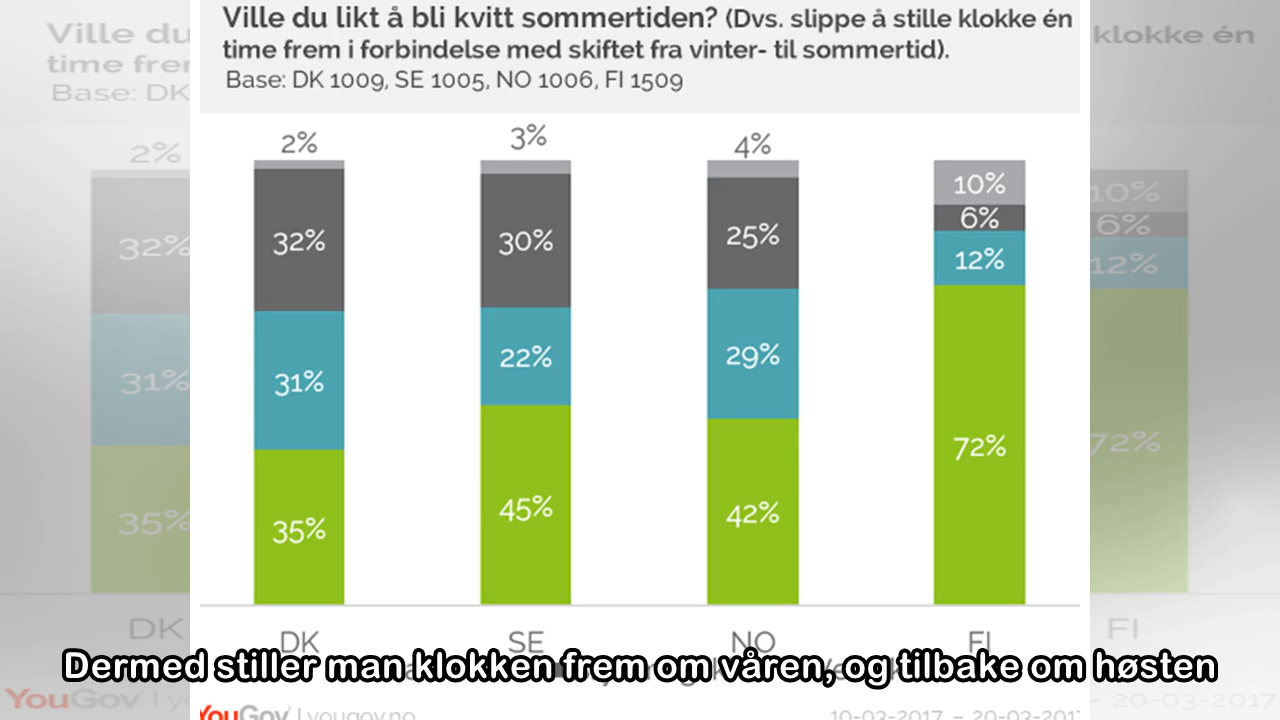 Ville du likt å bli kvitt sommertiden? (Dvs. slippe å stille klokke én
time frem i forbindelse med skiftet fra vinter- til sommertid).
Base: DK 1009, SE 1005, NO 1006, FI 1509
2% 3% 4% 10%
32% 30% 25% 6%
31% 22% 29% 12%
35% 45% 42% 72%
DK SE NO FI
Dermed stiller man klokken frem om våren, og tilbake om høsten
YouGov | yougov.no 10-03-2017 – 20-03-2017